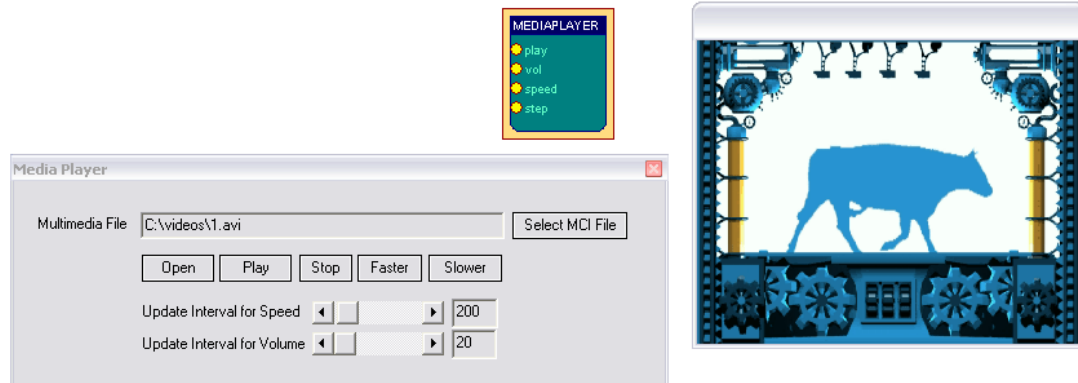 MEDIAPLAYER
play
vol
speed
step
Media Player
Multimedia File C:\videos\1.avi Select MCI File
Open Play Stop Faster Slower
Update Interval for Speed 200
Update Interval for Volume 20